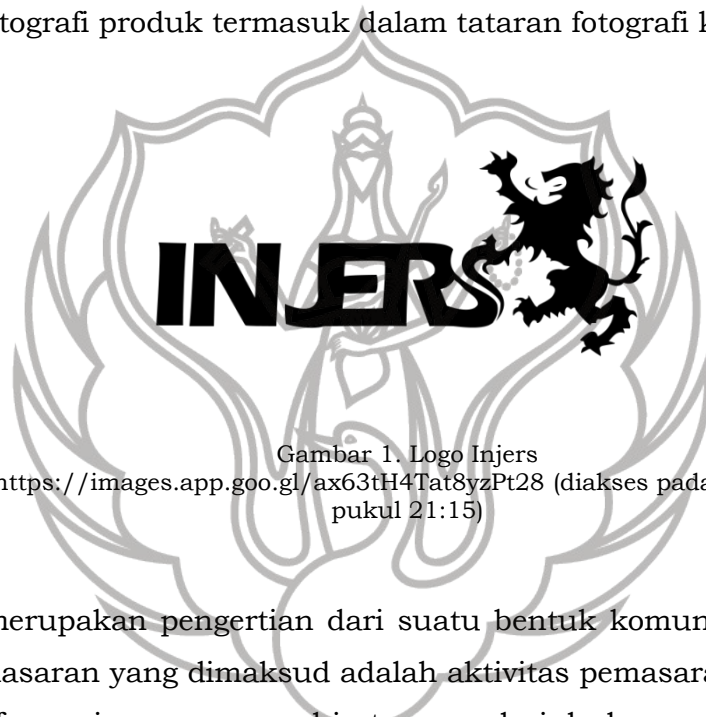 tografi produk termasuk dalam tataran fotografi k
INJERS
Gambar 1. Logo Injers
https://images.app.goo.gl/ax63tH4Tat8yzPt28 (diakses pada
pukul 21:15)
merupakan pengertian dari suatu bentuk komun
asaran yang dimaksud adalah aktivitas pemasara